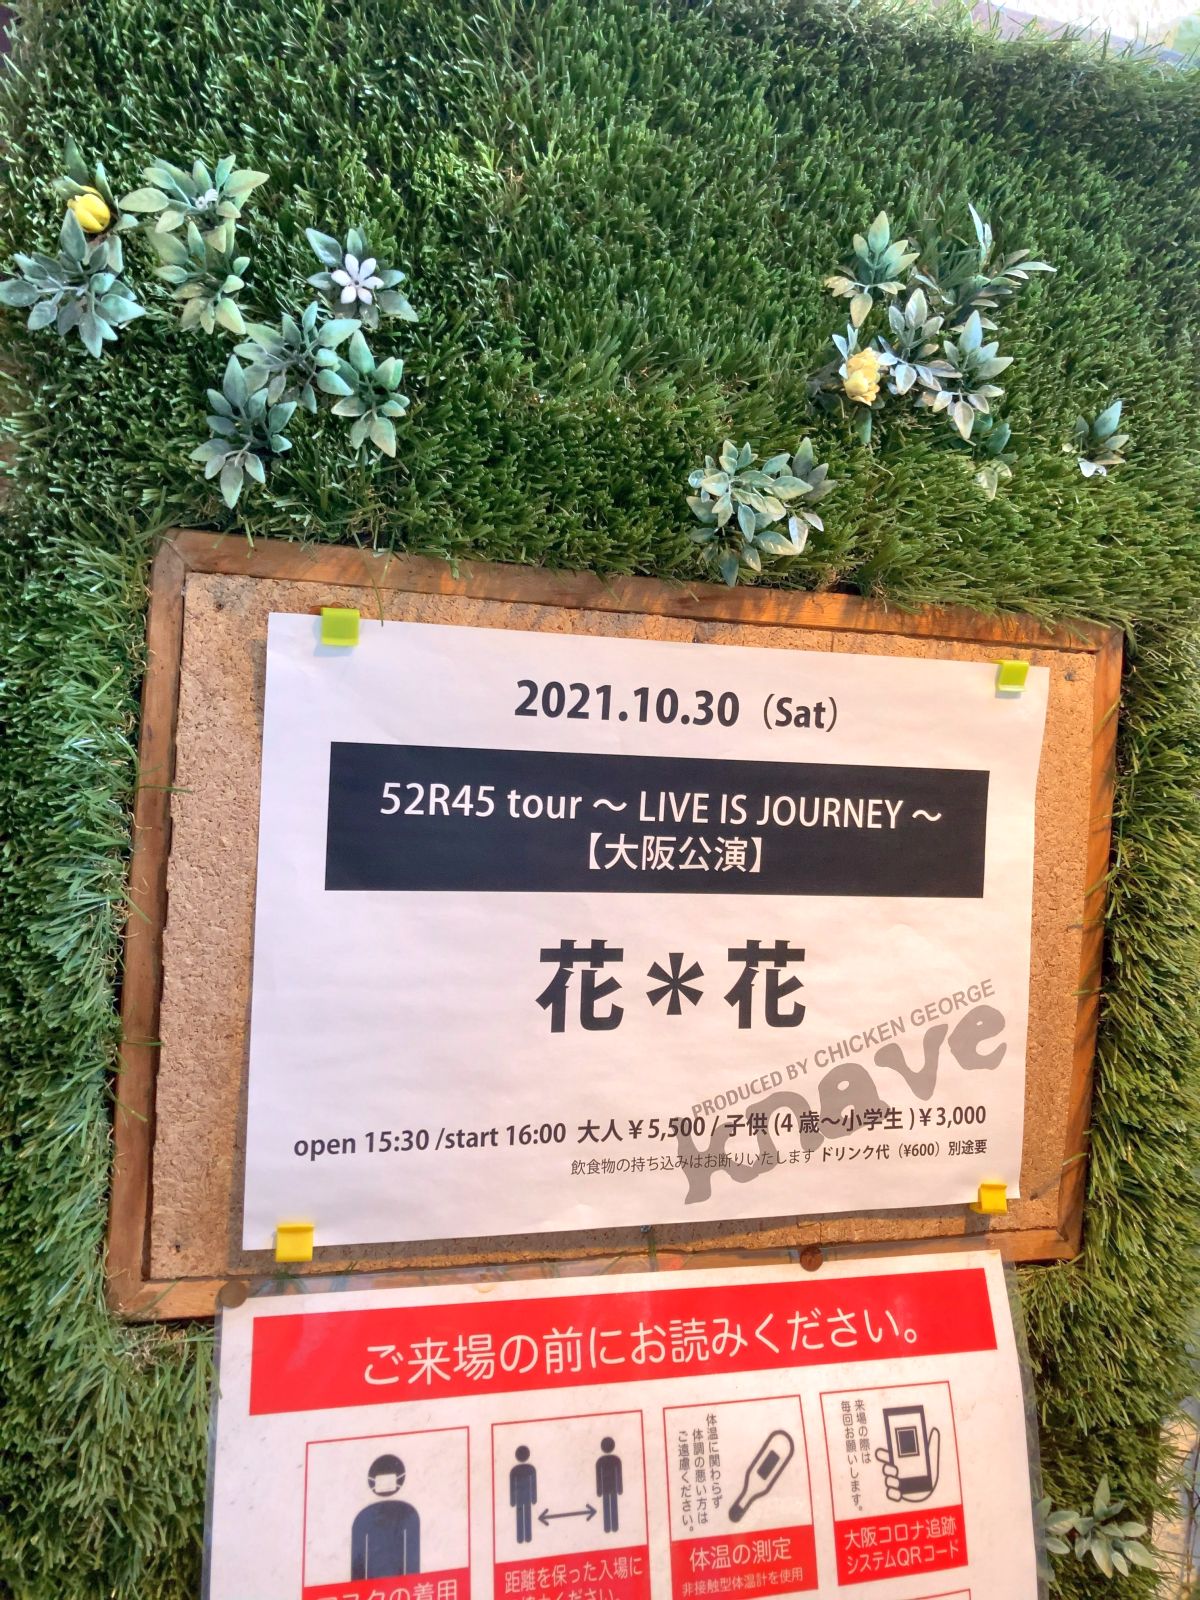 2021.10.30（Sat）
52R45 tour ～ LIVE IS JOURNEY ～
【大阪公演】
花＊花
PRODUCED BY CHICKEN GEORGE
knave
open 15:30 /start 16:00 大人￥5,500 / 子供 (4 歳～小学生 )￥3,000
飲食物の持ち込みはお断りいたします ドリンク代（¥600）別途要
ご来場の前にお読みください。
マスクの着用
距離を保った入場に
体温に関わらず
体調の悪い方は
ご遠慮ください。
体温の測定
非接触型体温計を使用
来場の際は
毎回お願いします。
大阪コロナ追跡
システムQRコード